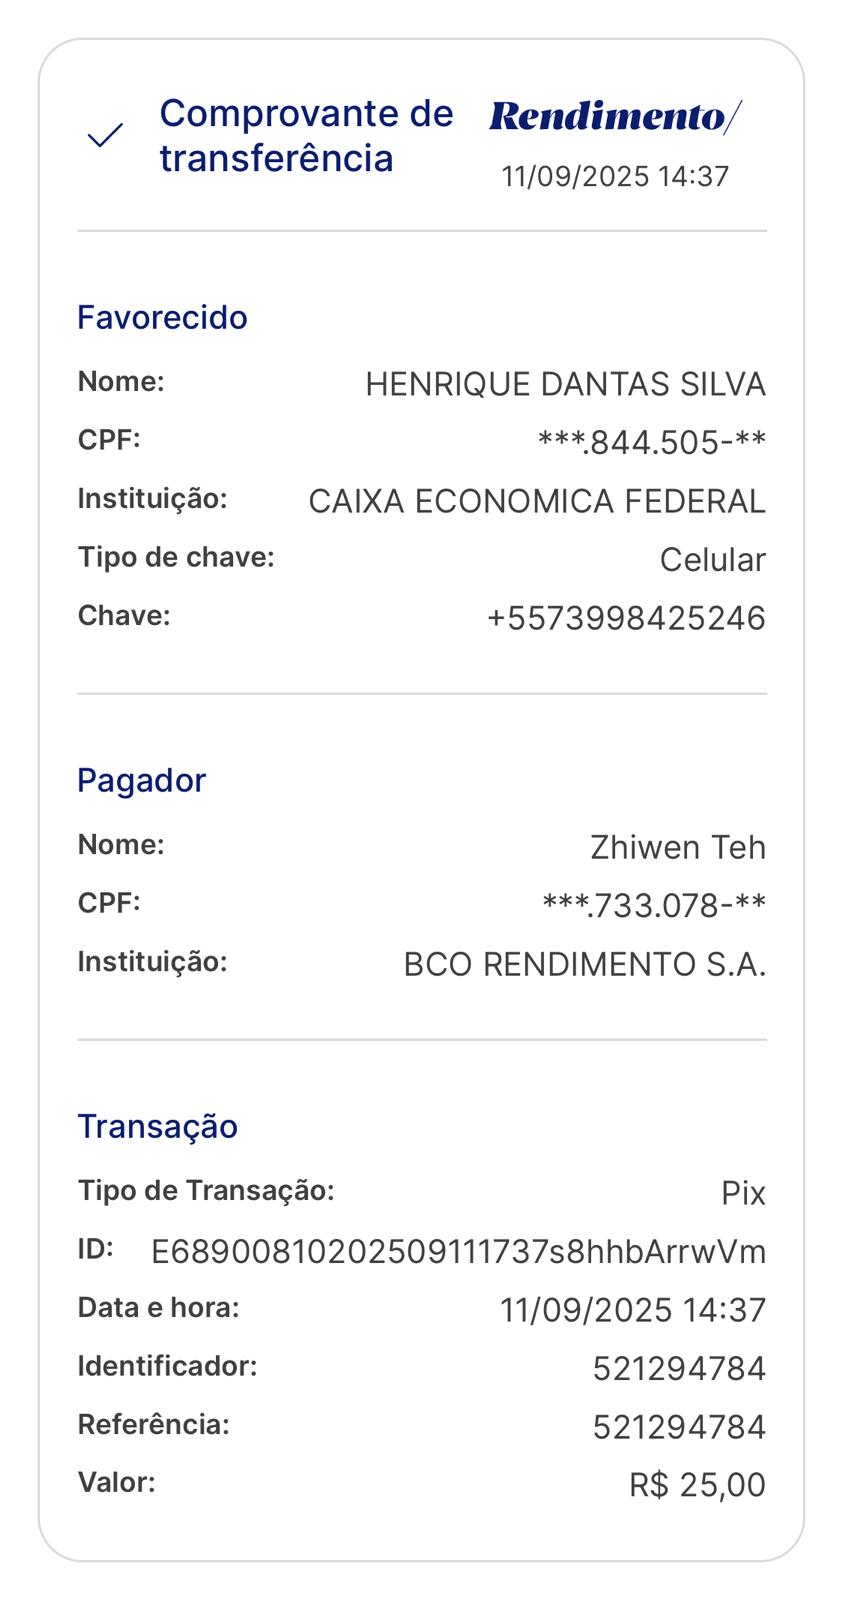 Comprovante de transferência
Rendimento/
11/09/2025 14:37
Favorecido
Nome: HENRIQUE DANTAS SILVA
CPF: ***.844.505-**
Instituição: CAIXA ECONOMICA FEDERAL
Tipo de chave: Celular
Chave: +5573998425246
Pagador
Nome: Zhiwen Teh
CPF: ***.733.078-**
Instituição: BCO RENDIMENTO S.A.
Transação
Tipo de Transação: Pix
ID: E68900810202509111737s8hhbArrwVm
Data e hora: 11/09/2025 14:37
Identificador: 521294784
Referência: 521294784
Valor: R$ 25,00